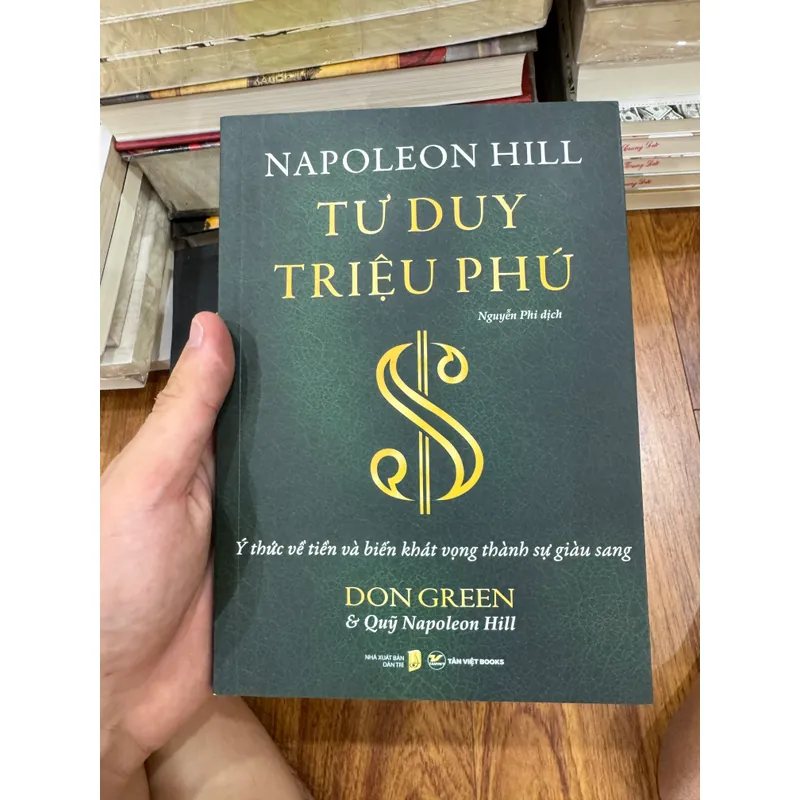 NAPOLEON HILL
TƯ DUY
TRIỆU PHÚ
Nguyễn Phi dịch
Ý thức về tiền và biến khát vọng thành sự giàu sang
DON GREEN
& Quỹ Napoleon Hill
NHÀ XUẤT BẢN
DÂN TRÍ
TÂN VIỆT BOOKS